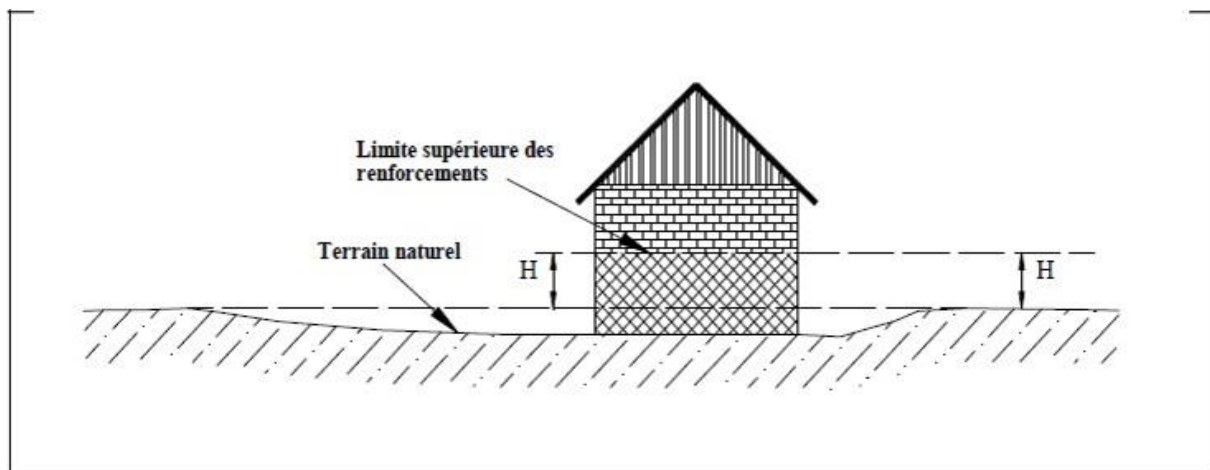 Limite supérieure des
renforcements
Terrain naturel
H
H